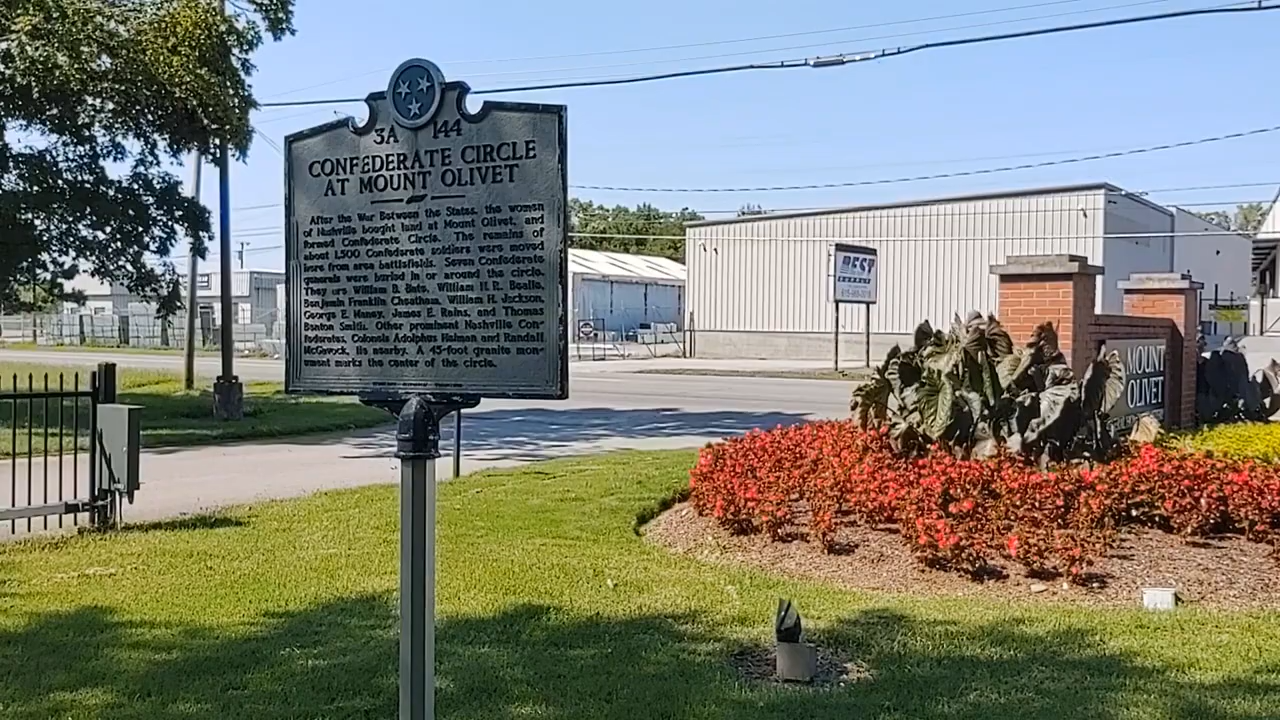 3A 144
CONFEDERATE CIRCLE
AT MOUNT OLIVET
After the War Between the States, the women
of Nashville bought land at Mount Olivet, and
formed Confederate Circle. The remains of
about 1,500 Confederate soldiers were moved
here from area battlefields. Seven Confederate
generals were buried in or around the circle.
They are William B. Bate, William N. R. Bealle,
Benjamin Franklin Cheatham, William H. Jackson,
George E. Maney, James E. Rains, and Thomas
Benton Smith. Other prominent Nashville Con-
federates, Colonels Adolphus Heiman and Randall
McGavock, lie nearby. A 45-foot granite mon-
ument marks the center of the circle.
BEST
MOUNT
OLIVET